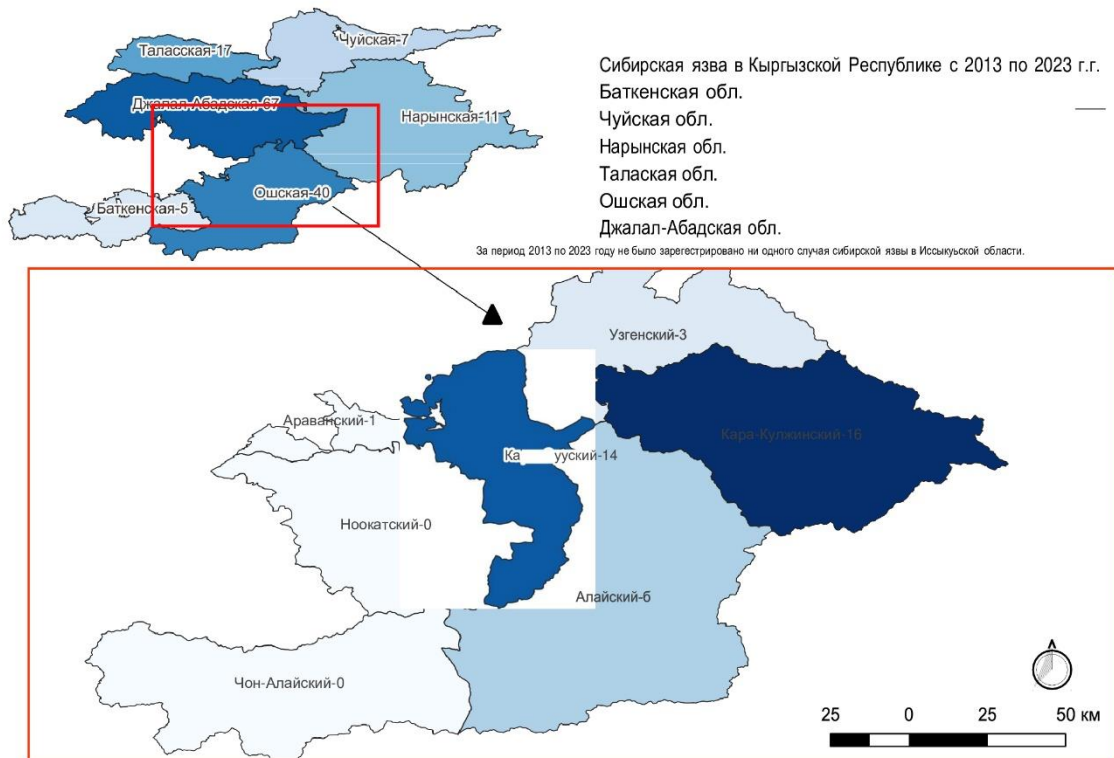 Чуйская-7
Таласская-17
Джалал-Абадская-67
Нарынская-11
Ошская-40
Баткенская-5
Сибирская язва в Кыргызской Республике с 2013 по 2023 г.г.
Баткенская обл.
Чуйская обл.
Нарынская обл.
Талаская обл.
Ошская обл.
Джалал-Абадская обл.
За период 2013 по 2023 году не было зарегестрировано ни одного случая сибирской язвы в Иссыкуьской области.
Узгенский-3
Араванский-1
Кара-Кулжинский-16
Ка ууский-14
Ноокатский-0
Алайский-6
Чон-Алайский-0
25 0 25 50 км